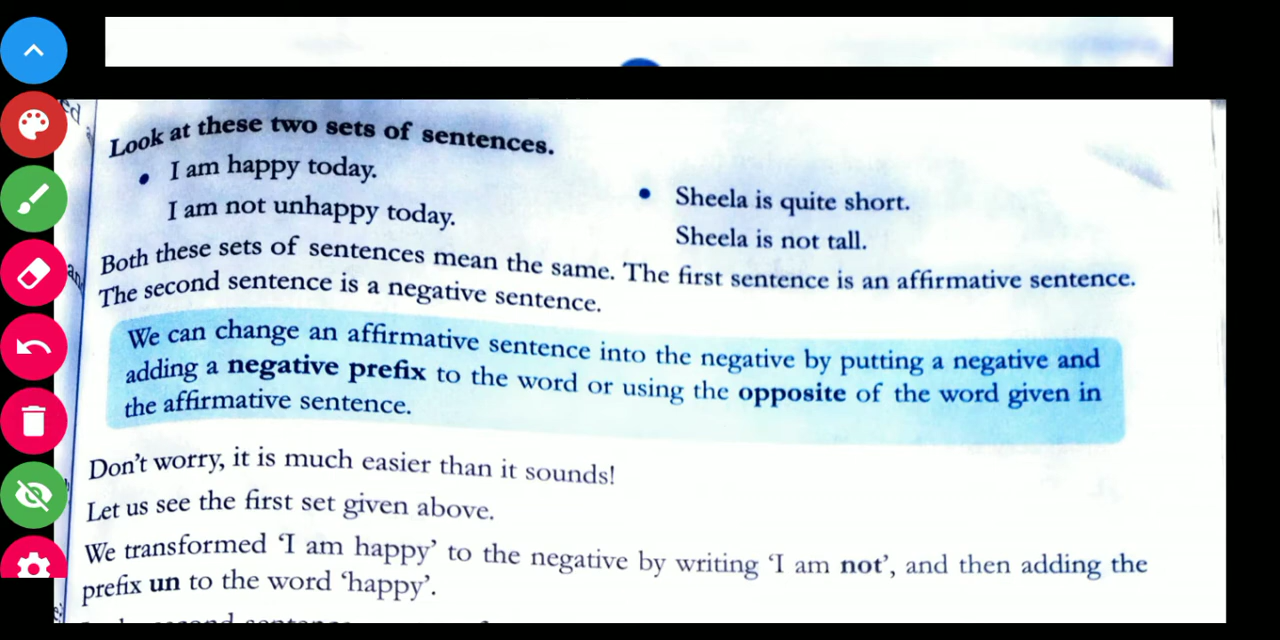 ed
Look at these two sets of sentences.
• I am happy today.
I am not unhappy today.
• Sheela is quite short.
Sheela is not tall.
Both these sets of sentences mean the same. The first sentence is an affirmative sentence.
The second sentence is a negative sentence.
We can change an affirmative sentence into the negative by putting a negative and
adding a negative prefix to the word or using the opposite of the word given in
the affirmative sentence.
Don't worry, it is much easier than it sounds!
Let us see the first set given above.
We transformed 'I am happy' to the negative by writing 'I am not', and then adding the
prefix un to the word 'happy'.